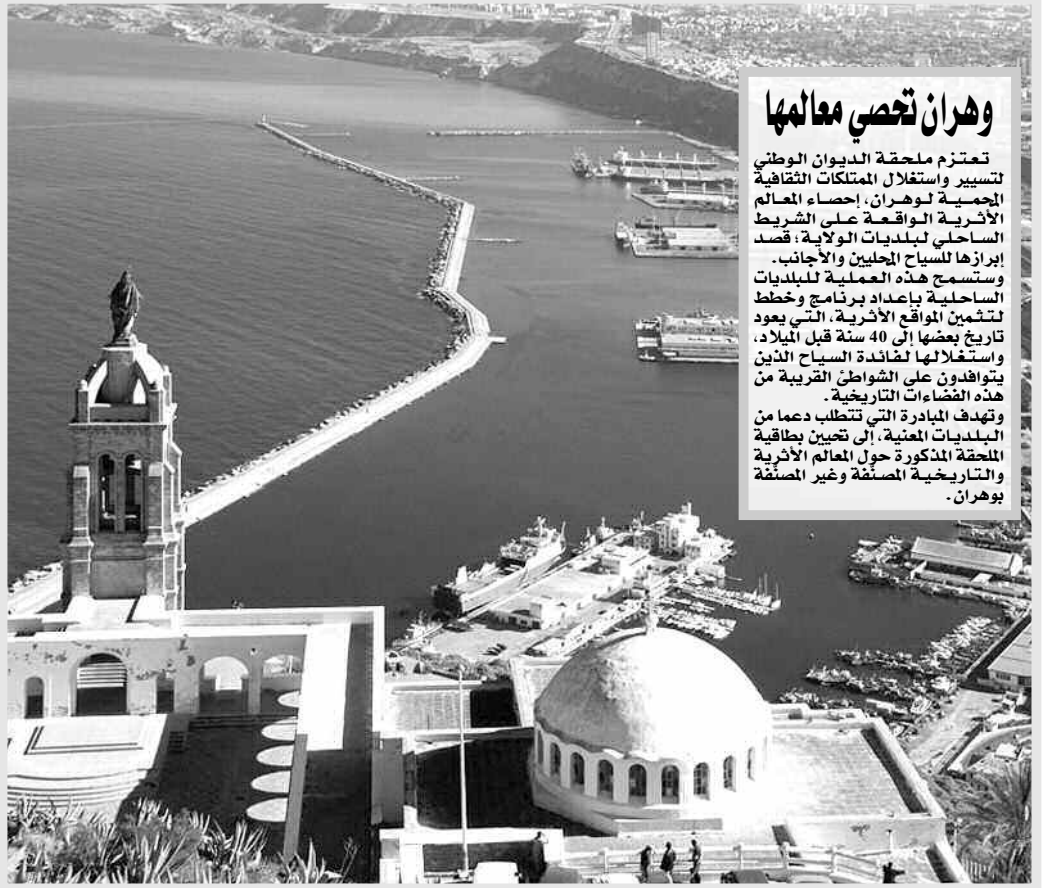 وهران تحصي معالمها
تعتزم ملحقة الديوان الوطني
لتسيير واستغلال الممتلكات الثقافية
المحمية لوهران، إحصاء المعالم
الأثرية الواقعة على الشريط
الساحلي لبلديات الولاية؛ قصد
إبرازها للسياح المحليين والأجانب.
وستسمح هذه العملية للبلديات
الساحلية بإعداد برنامج وخطط
لتثمين المواقع الأثرية، التي يعود
تاريخ بعضها إلى 40 سنة قبل الميلاد،
واستغلالها لفائدة السياح الذين
يتوافدون على الشواطئ القريبة من
هذه الفضاءات التاريخية.
وتهدف المبادرة التي تتطلب دعما من
البلديات المعنية، إلى تحيين بطاقية
الملحقة المذكورة حول المعالم الأثرية
والتاريخية المصنّفة وغير المصنّفة
بوهران.